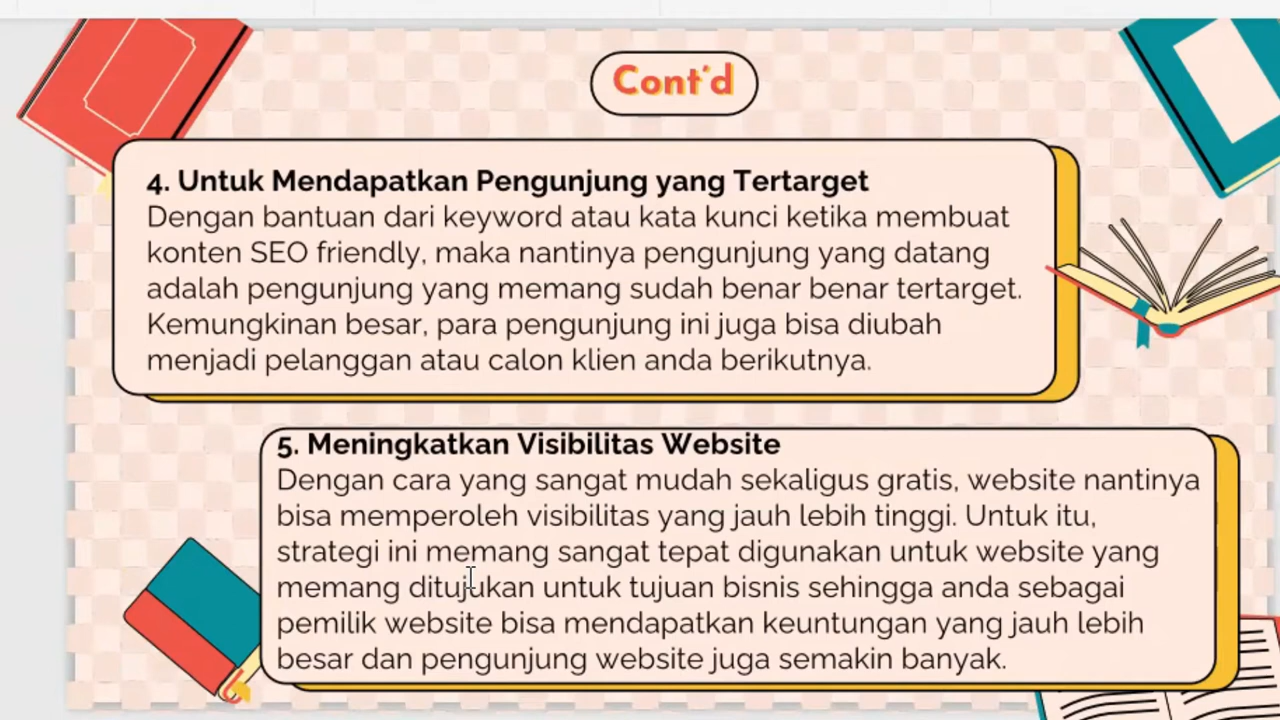 Cont'd
4. Untuk Mendapatkan Pengunjung yang Tertarget
Dengan bantuan dari keyword atau kata kunci ketika membuat
konten SEO friendly, maka nantinya pengunjung yang datang
adalah pengunjung yang memang sudah benar benar tertarget.
Kemungkinan besar, para pengunjung ini juga bisa diubah
menjadi pelanggan atau calon klien anda berikutnya.
5. Meningkatkan Visibilitas Website
Dengan cara yang sangat mudah sekaligus gratis, website nantinya
bisa memperoleh visibilitas yang jauh lebih tinggi. Untuk itu,
strategi ini memang sangat tepat digunakan untuk website yang
memang ditujukan untuk tujuan bisnis sehingga anda sebagai
pemilik website bisa mendapatkan keuntungan yang jauh lebih
besar dan pengunjung website juga semakin banyak.